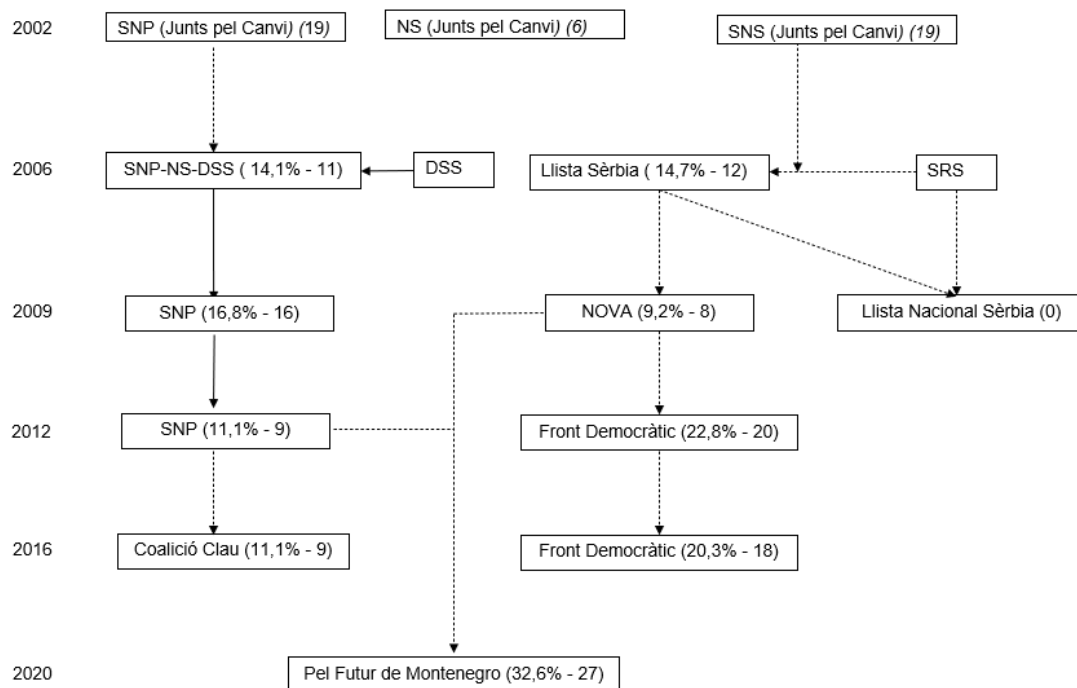 2002
SNP (Junts pel Canvi) (19)
NS (Junts pel Canvi) (6)
SNS (Junts pel Canvi) (19)
2006
SNP-NS-DSS ( 14,1% - 11)
DSS
Llista Sèrbia ( 14,7% - 12)
SRS
2009
SNP (16,8% - 16)
NOVA (9,2% - 8)
Llista Nacional Sèrbia (0)
2012
SNP (11,1% - 9)
Front Democràtic (22,8% - 20)
2016
Coalició Clau (11,1% - 9)
Front Democràtic (20,3% - 18)
2020
Pel Futur de Montenegro (32,6% - 27)